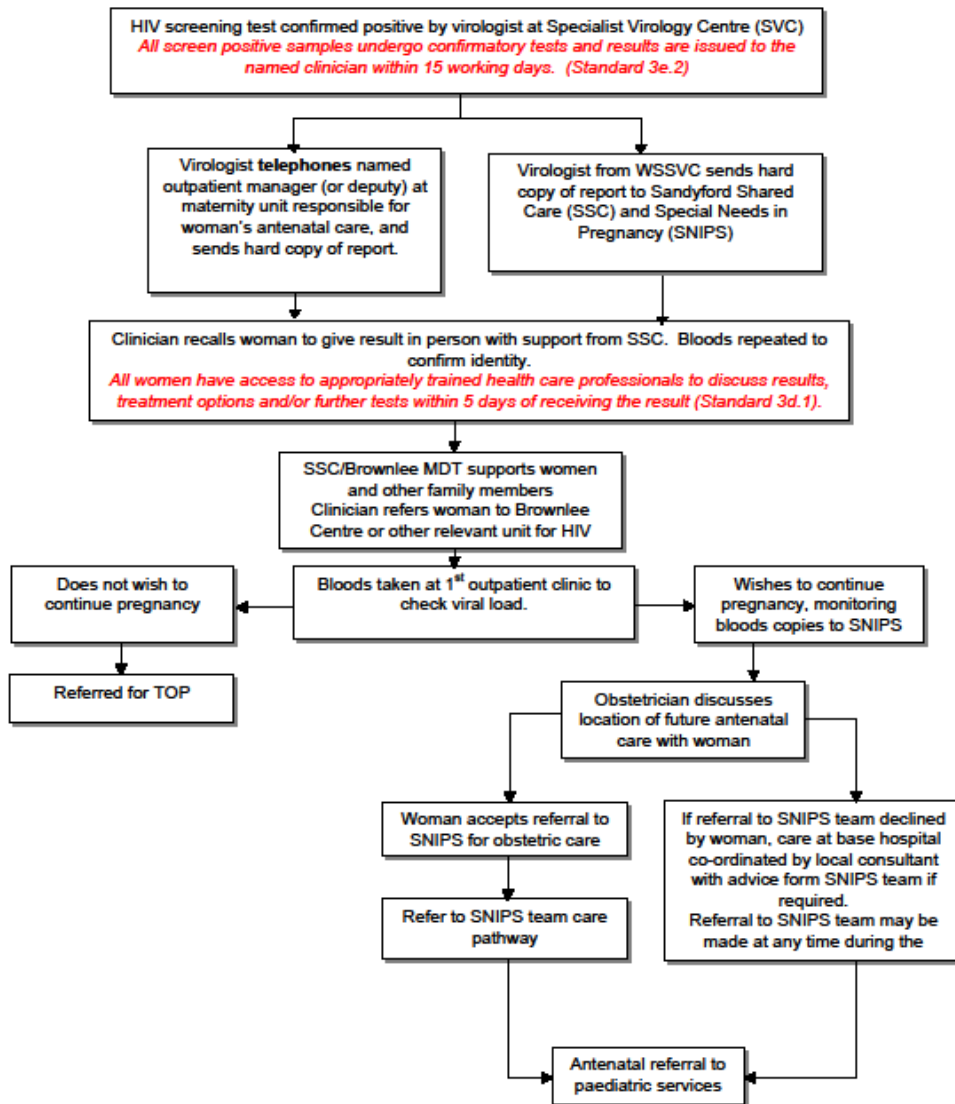 HIV screening test confirmed positive by virologist at Specialist Virology Centre (SVC)
All screen positive samples undergo confirmatory tests and results are issued to the
named clinician within 15 working days. (Standard 3e.2)
Virologist telephones named
outpatient manager (or deputy) at
maternity unit responsible for
woman's antenatal care, and
sends hard copy of report.
Virologist from WSSVC sends hard
copy of report to Sandyford Shared
Care (SSC) and Special Needs in
Pregnancy (SNIPS)
Clinician recalls woman to give result in person with support from SSC. Bloods repeated to
confirm identity.
All women have access to appropriately trained health care professionals to discuss results,
treatment options and/or further tests within 5 days of receiving the result (Standard 3d.1).
SSC/Brownlee MDT supports women
and other family members
Clinician refers woman to Brownlee
Centre or other relevant unit for HIV
Does not wish to
continue pregnancy
Bloods taken at 1st outpatient clinic to
check viral load.
Wishes to continue
pregnancy, monitoring
bloods copies to SNIPS
Referred for TOP
Obstetrician discusses
location of future antenatal
care with woman
Woman accepts referral to
SNIPS for obstetric care
If referral to SNIPS team declined
by woman, care at base hospital
co-ordinated by local consultant
with advice form SNIPS team if
required.
Referral to SNIPS team may be
made at any time during the
Refer to SNIPS team care
pathway
Antenatal referral to
paediatric services